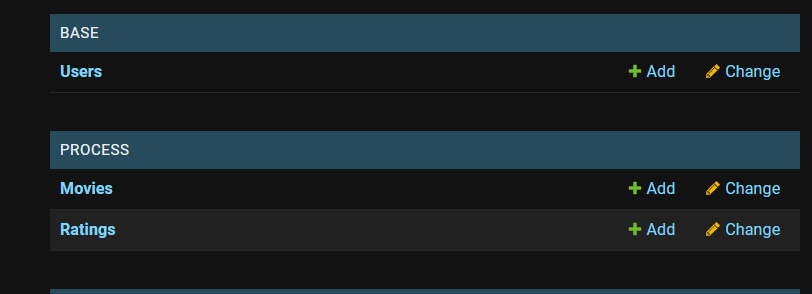 BASE
Users Add Change
PROCESS
Movies Add Change
Ratings Add Change